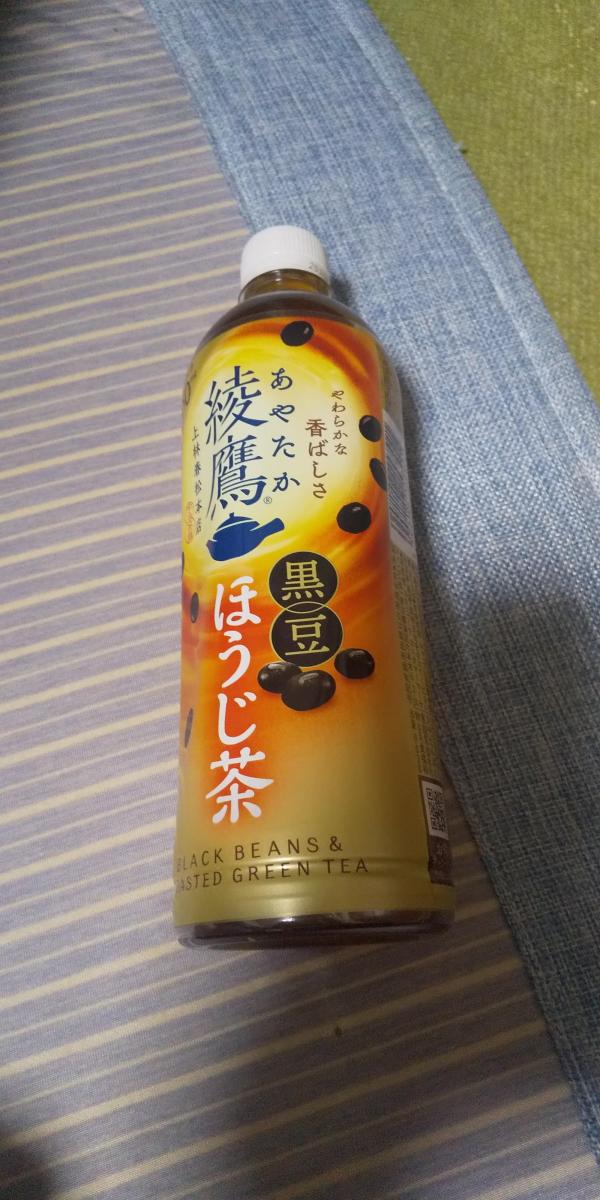 やわらかな
香ばしさ
あやたか
綾鷹®
上林春松本店
黒豆
ほうじ茶
BLACK BEANS &
ASTED GREEN TEA